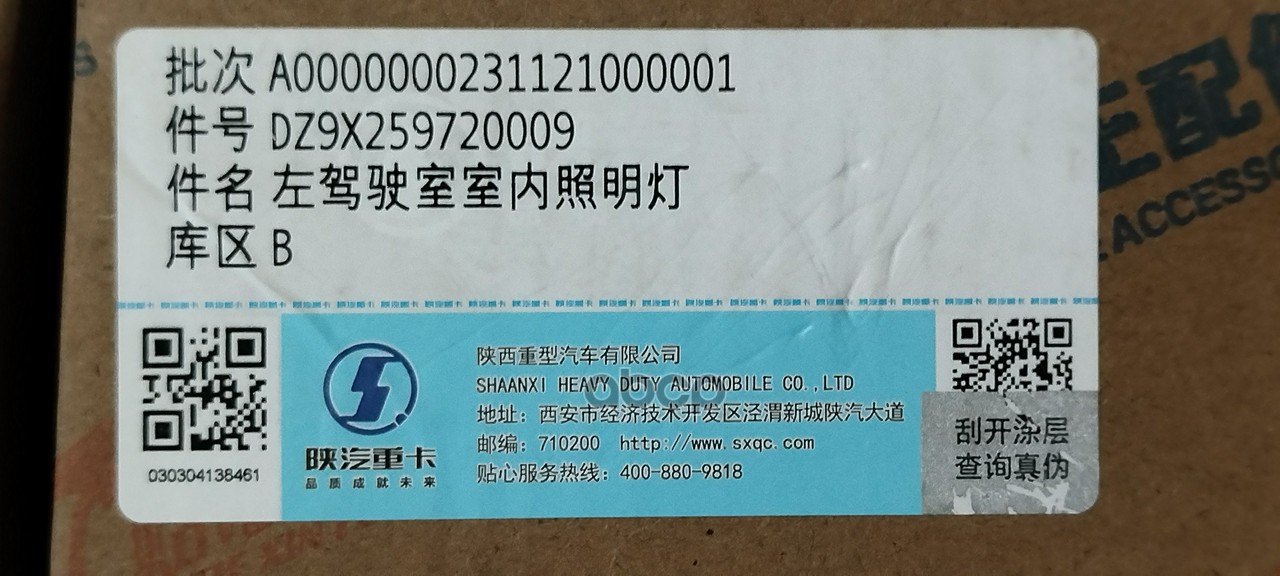 批次 A0000000231121000001
件号 DZ9X259720009
件名 左驾驶室室内照明灯
库区 B
陕西重型汽车有限公司
SHAANXI HEAVY DUTY AUTOMOBILE CO.,LTD
地址：西安市经济技术开发区泾渭新城陕汽大道
邮编：710200 http://www.sxqc.com
贴心服务热线：400-880-9818
陕汽重卡
品质成就未来
030304138461
刮开涂层
查询真伪
abcp
ACCESSO